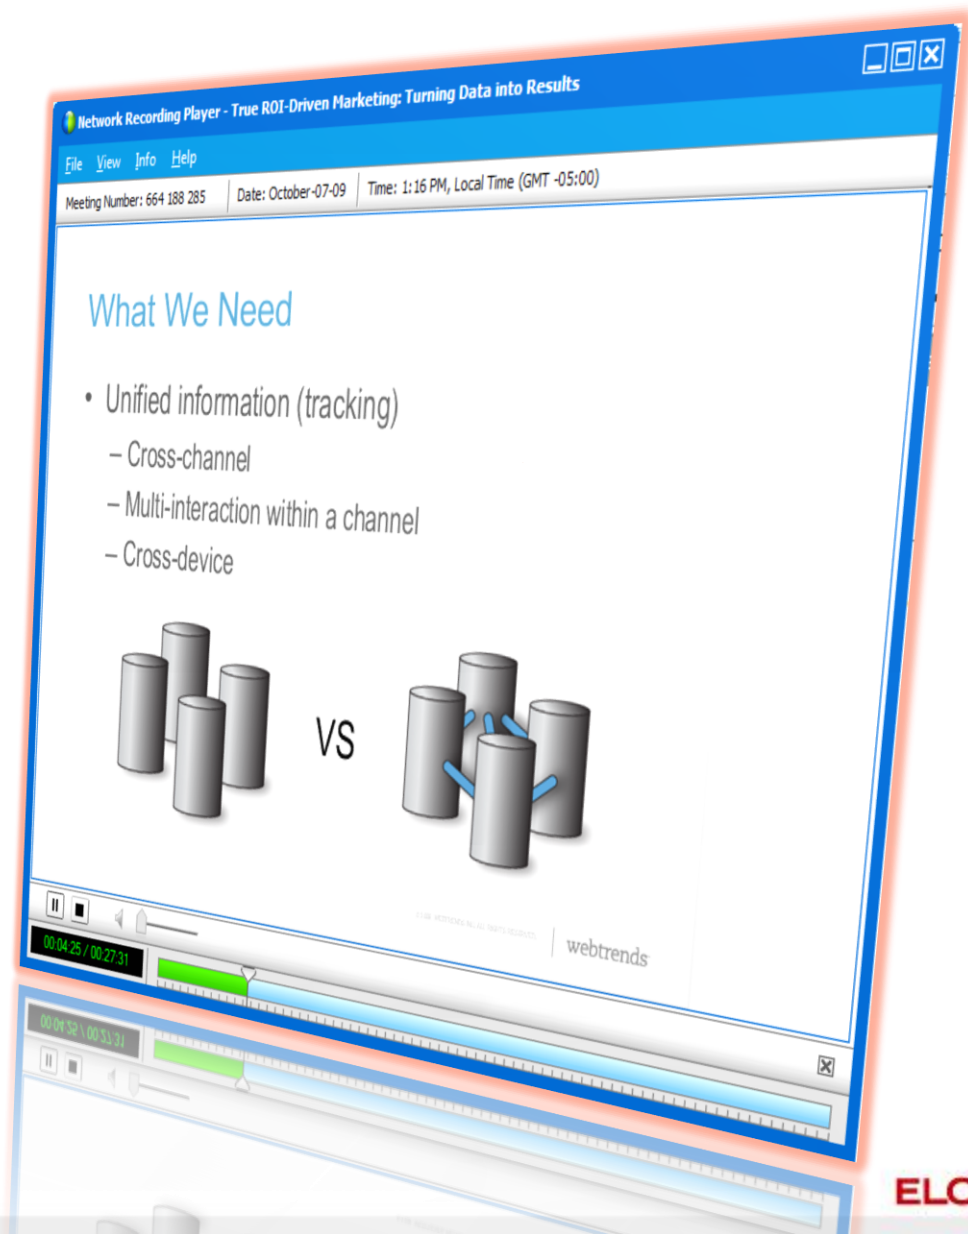 Network Recording Player - True ROI-Driven Marketing: Turning Data into Results
File View Info Help
Meeting Number: 664 188 285 Date: October-07-09 Time: 1:16 PM, Local Time (GMT -05:00)
What We Need
• Unified information (tracking)
– Cross-channel
– Multi-interaction within a channel
– Cross-device
VS
webtrends
00:04:25 / 00:27:31
ELO